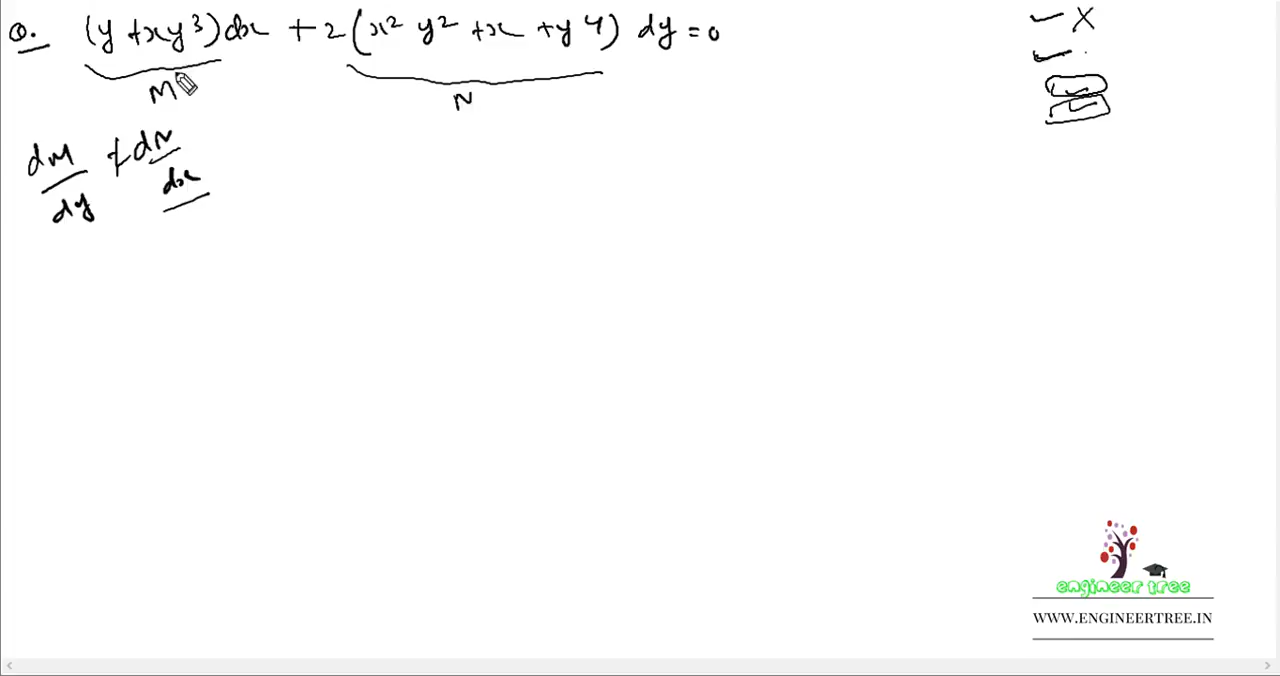 Q. (y + xy³)dx + 2(x² y² + x + y⁴) dy = 0
M N
dM/dy ≠ dN/dx
engineer tree
WWW.ENGINEERTREE.IN